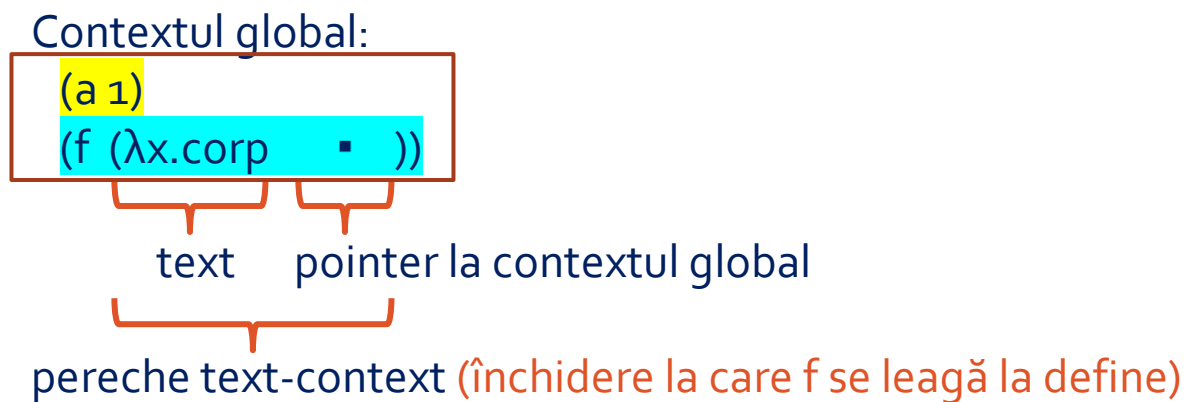 Contextul global:
(a 1)
(f (λx.corp ▪ ))
text pointer la contextul global
pereche text-context (închidere la care f se leagă la define)